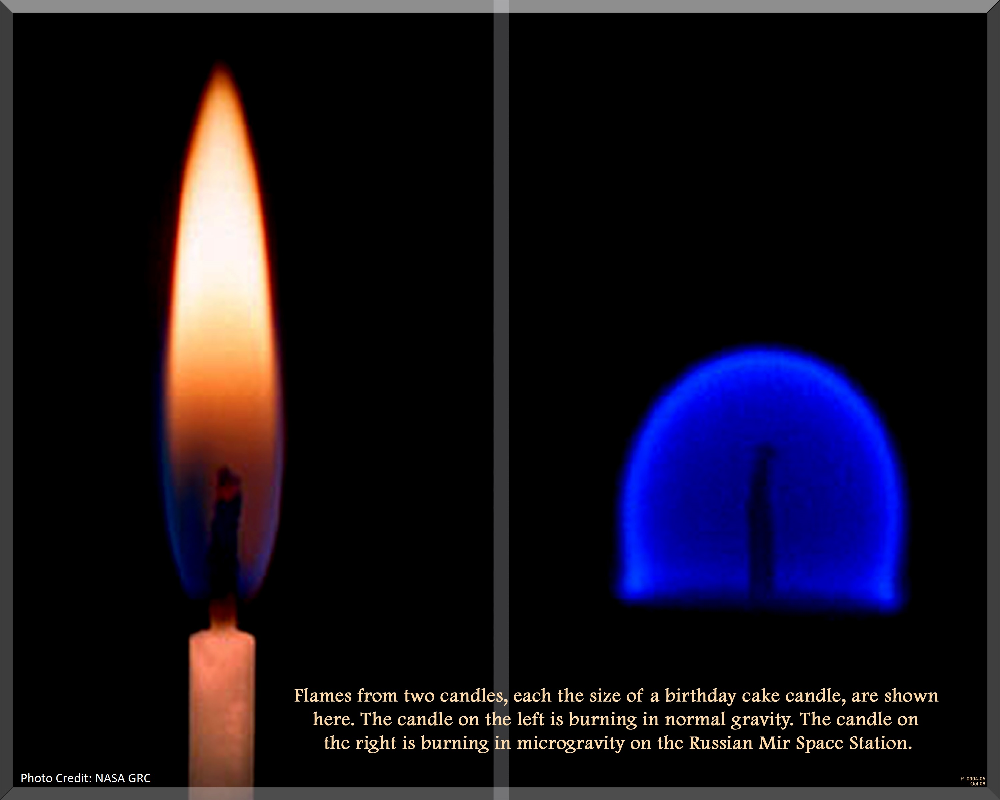 Flames from two candles, each the size of a birthday cake candle, are shown
here. The candle on the left is burning in normal gravity. The candle on
the right is burning in microgravity on the Russian Mir Space Station.
Photo Credit: NASA GRC
P–0994-05
Oct 06